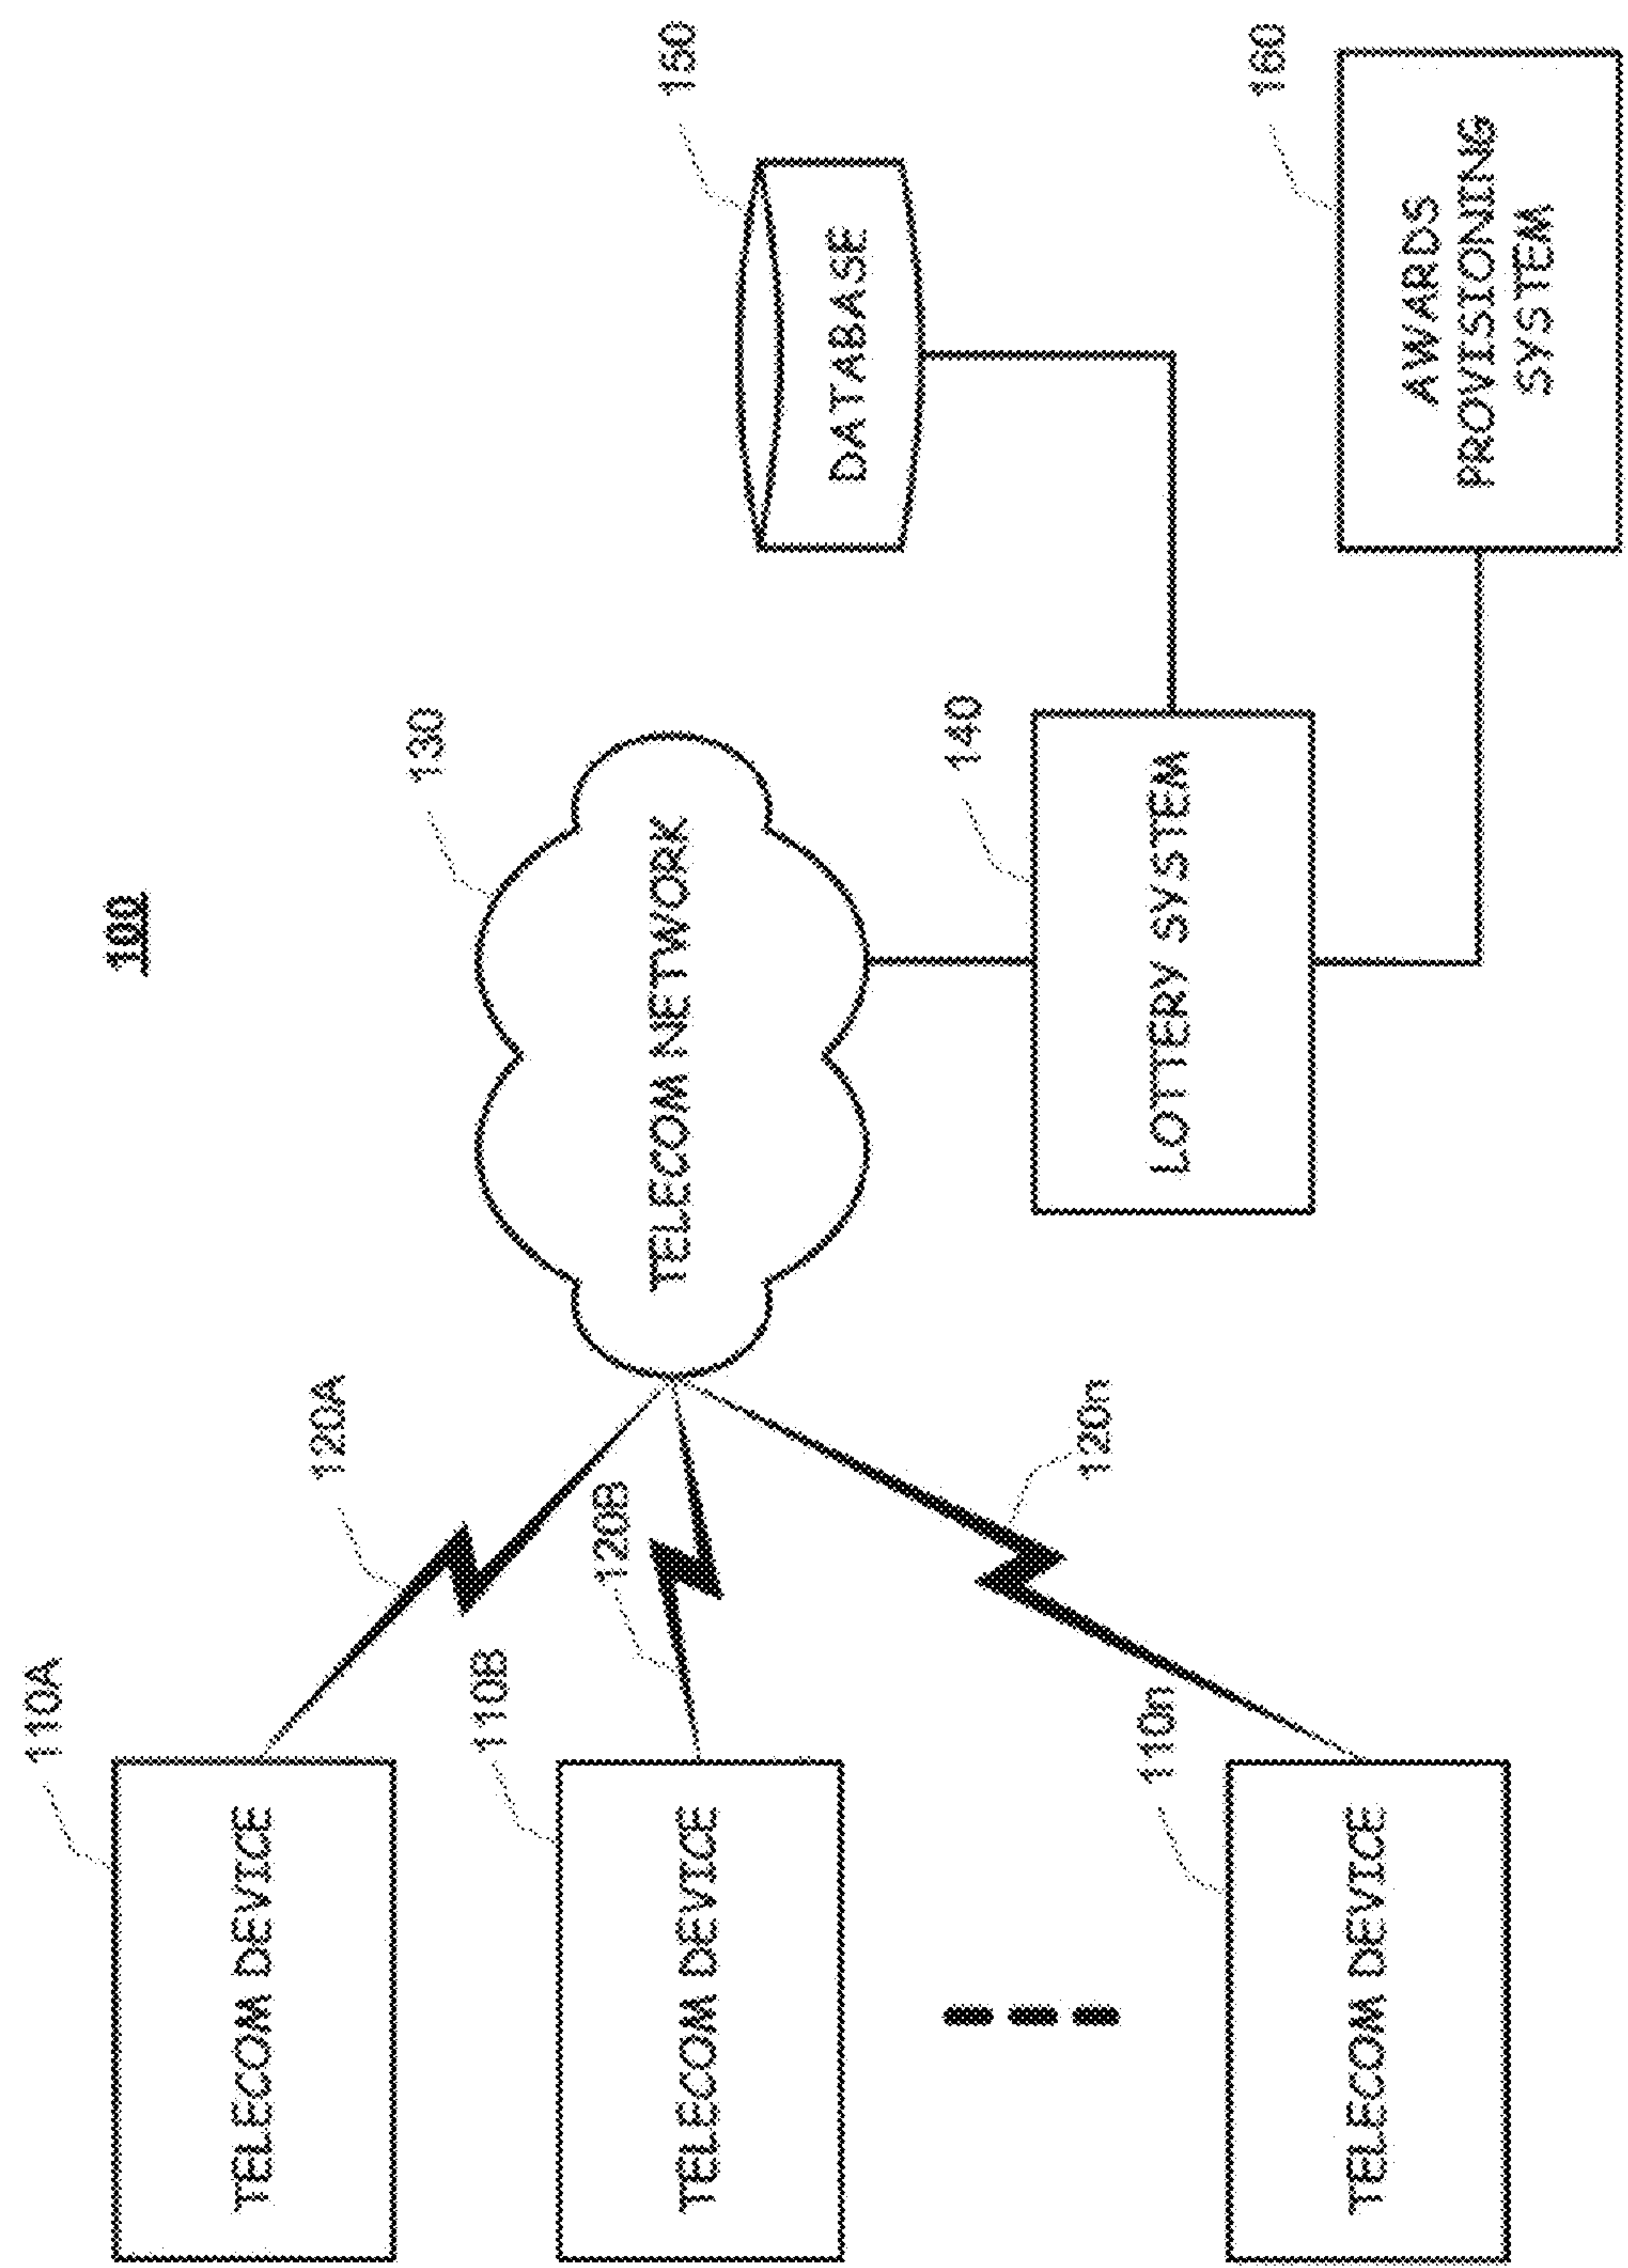 100
110A
TELECOM DEVICE
120A
110B
TELECOM DEVICE
120B
110n
TELECOM DEVICE
120n
130
TELECOM NETWORK
140
LOTTERY SYSTEM
150
DATABASE
160
AWARDS
PROVISIONING
SYSTEM